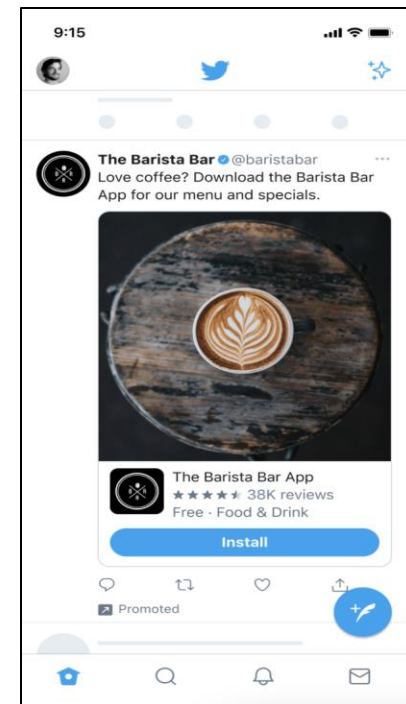 9:15
The Barista Bar @baristabar
Love coffee? Download the Barista Bar
App for our menu and specials.
The Barista Bar App
38K reviews
Free · Food & Drink
Install
Promoted